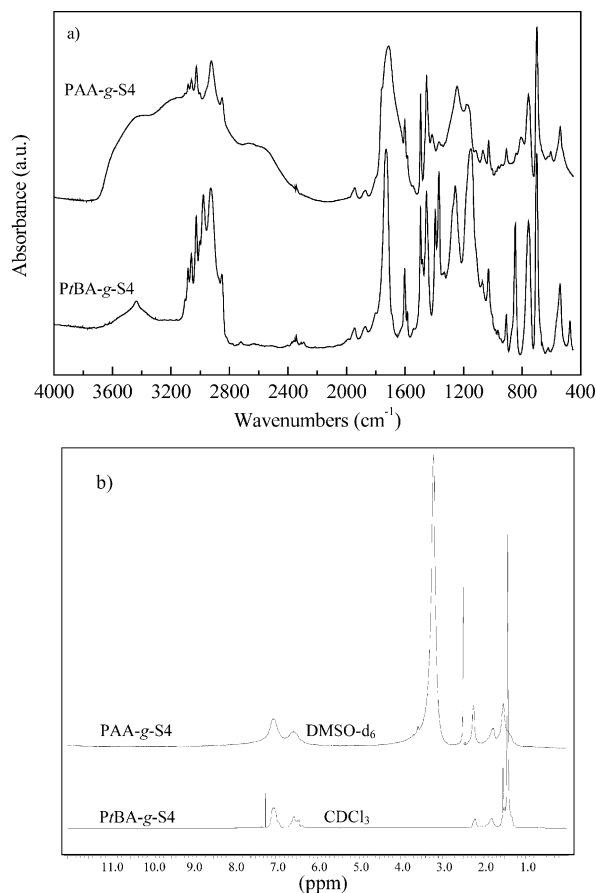 a)
PAA-g-S4
PtBA-g-S4
Absorbance (a.u.)
4000 3600 3200 2800 2400 2000 1600 1200 800 400
Wavenumbers (cm⁻¹)
b)
PAA-g-S4 DMSO-d₆
PtBA-g-S4 CDCl₃
11.0 10.0 9.0 8.0 7.0 6.0 5.0 4.0 3.0 2.0 1.0
(ppm)